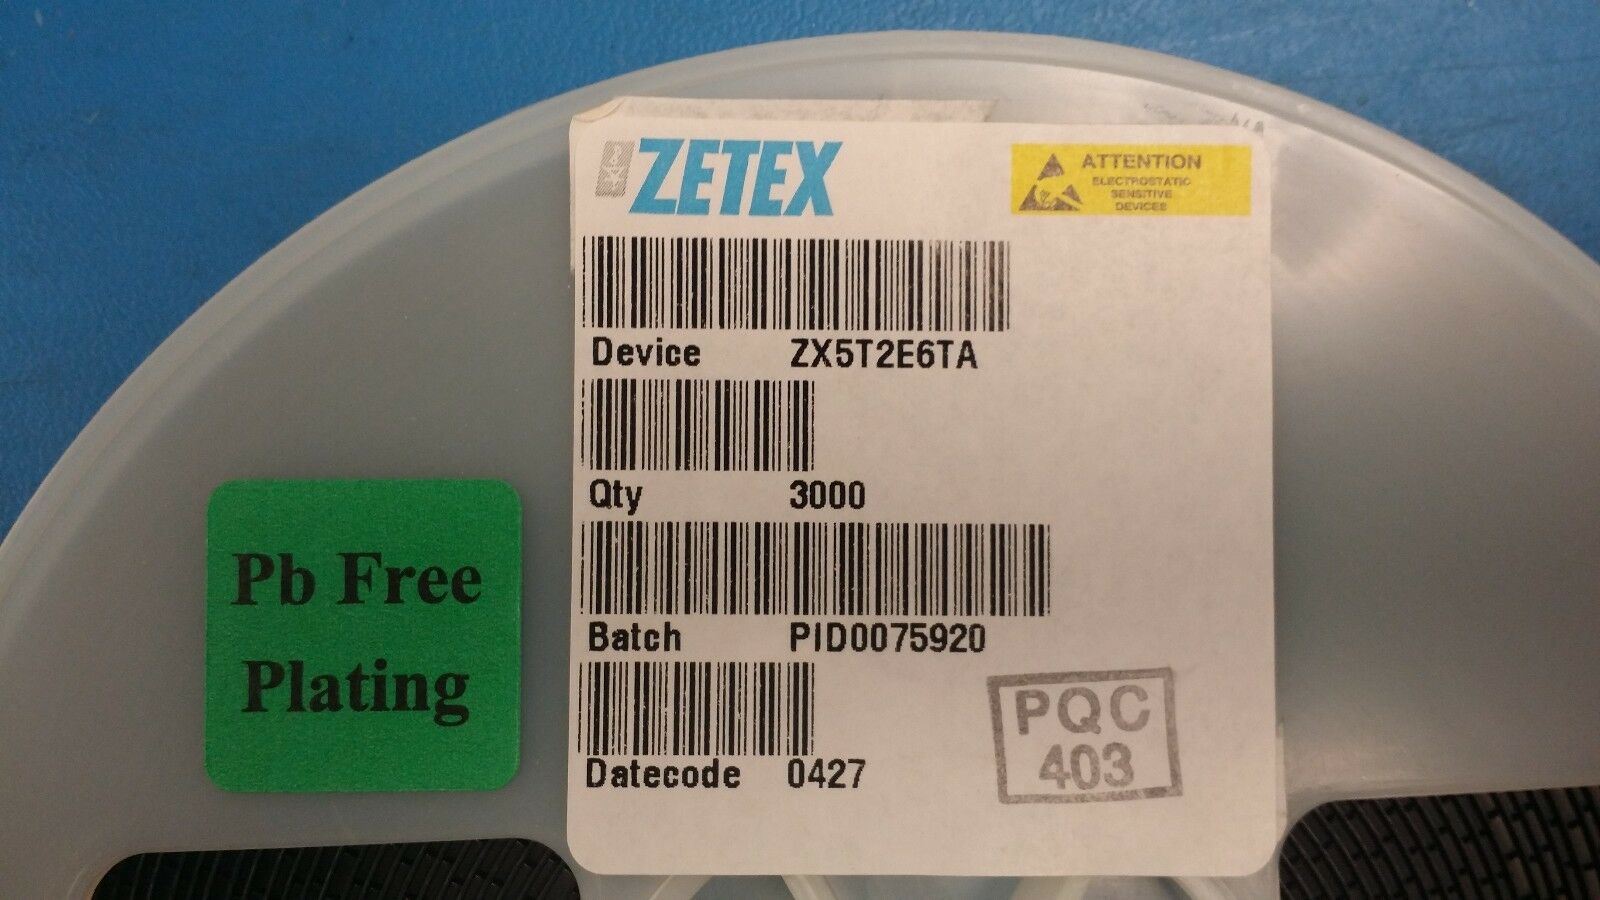 ZETEX
ATTENTION
ELECTROSTATIC
SENSITIVE
DEVICES
Device ZX5T2E6TA
Qty 3000
Batch PID0075920
Datecode 0427
PQC
403
Pb Free
Plating